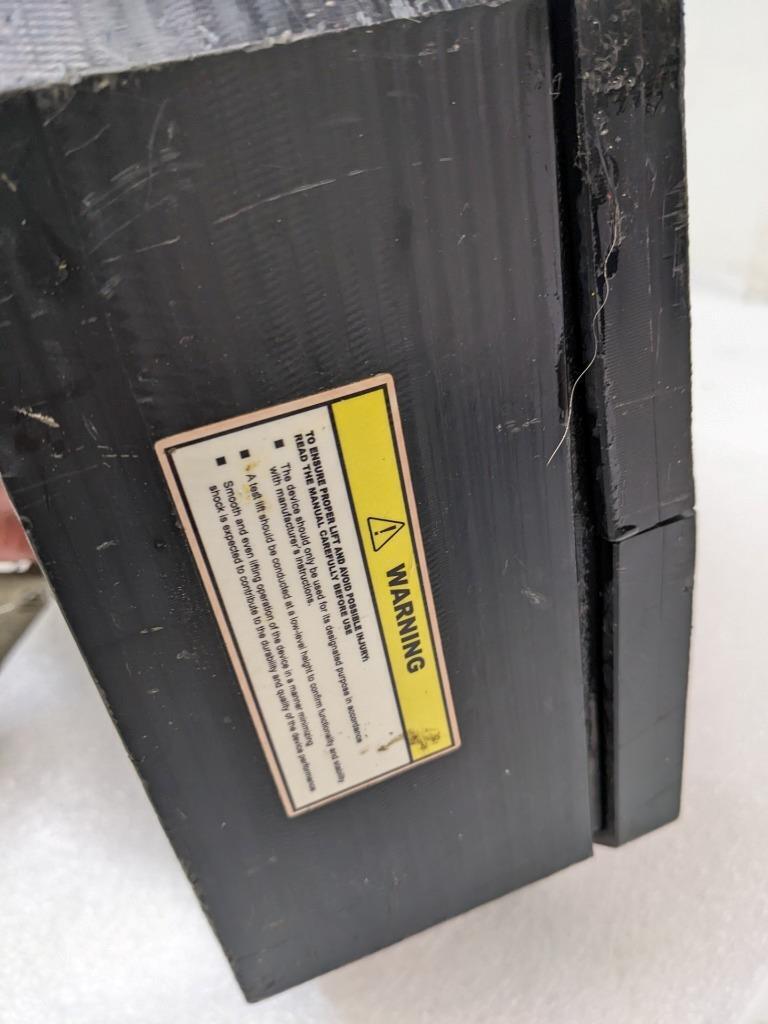 ⚠ WARNING
TO ENSURE PROPER LIFT AND AVOID POSSIBLE INJURY:
READ THE MANUAL CAREFULLY BEFORE USE
■ The device should only be used for its designated purpose in accordance
with manufacturer's instructions.
■ A test lift should be conducted at a low-level height to confirm functionality and stability.
■ Smooth and even lifting operation of the device in a manner minimizing
shock is expected to contribute to the durability and quality of the device performance.